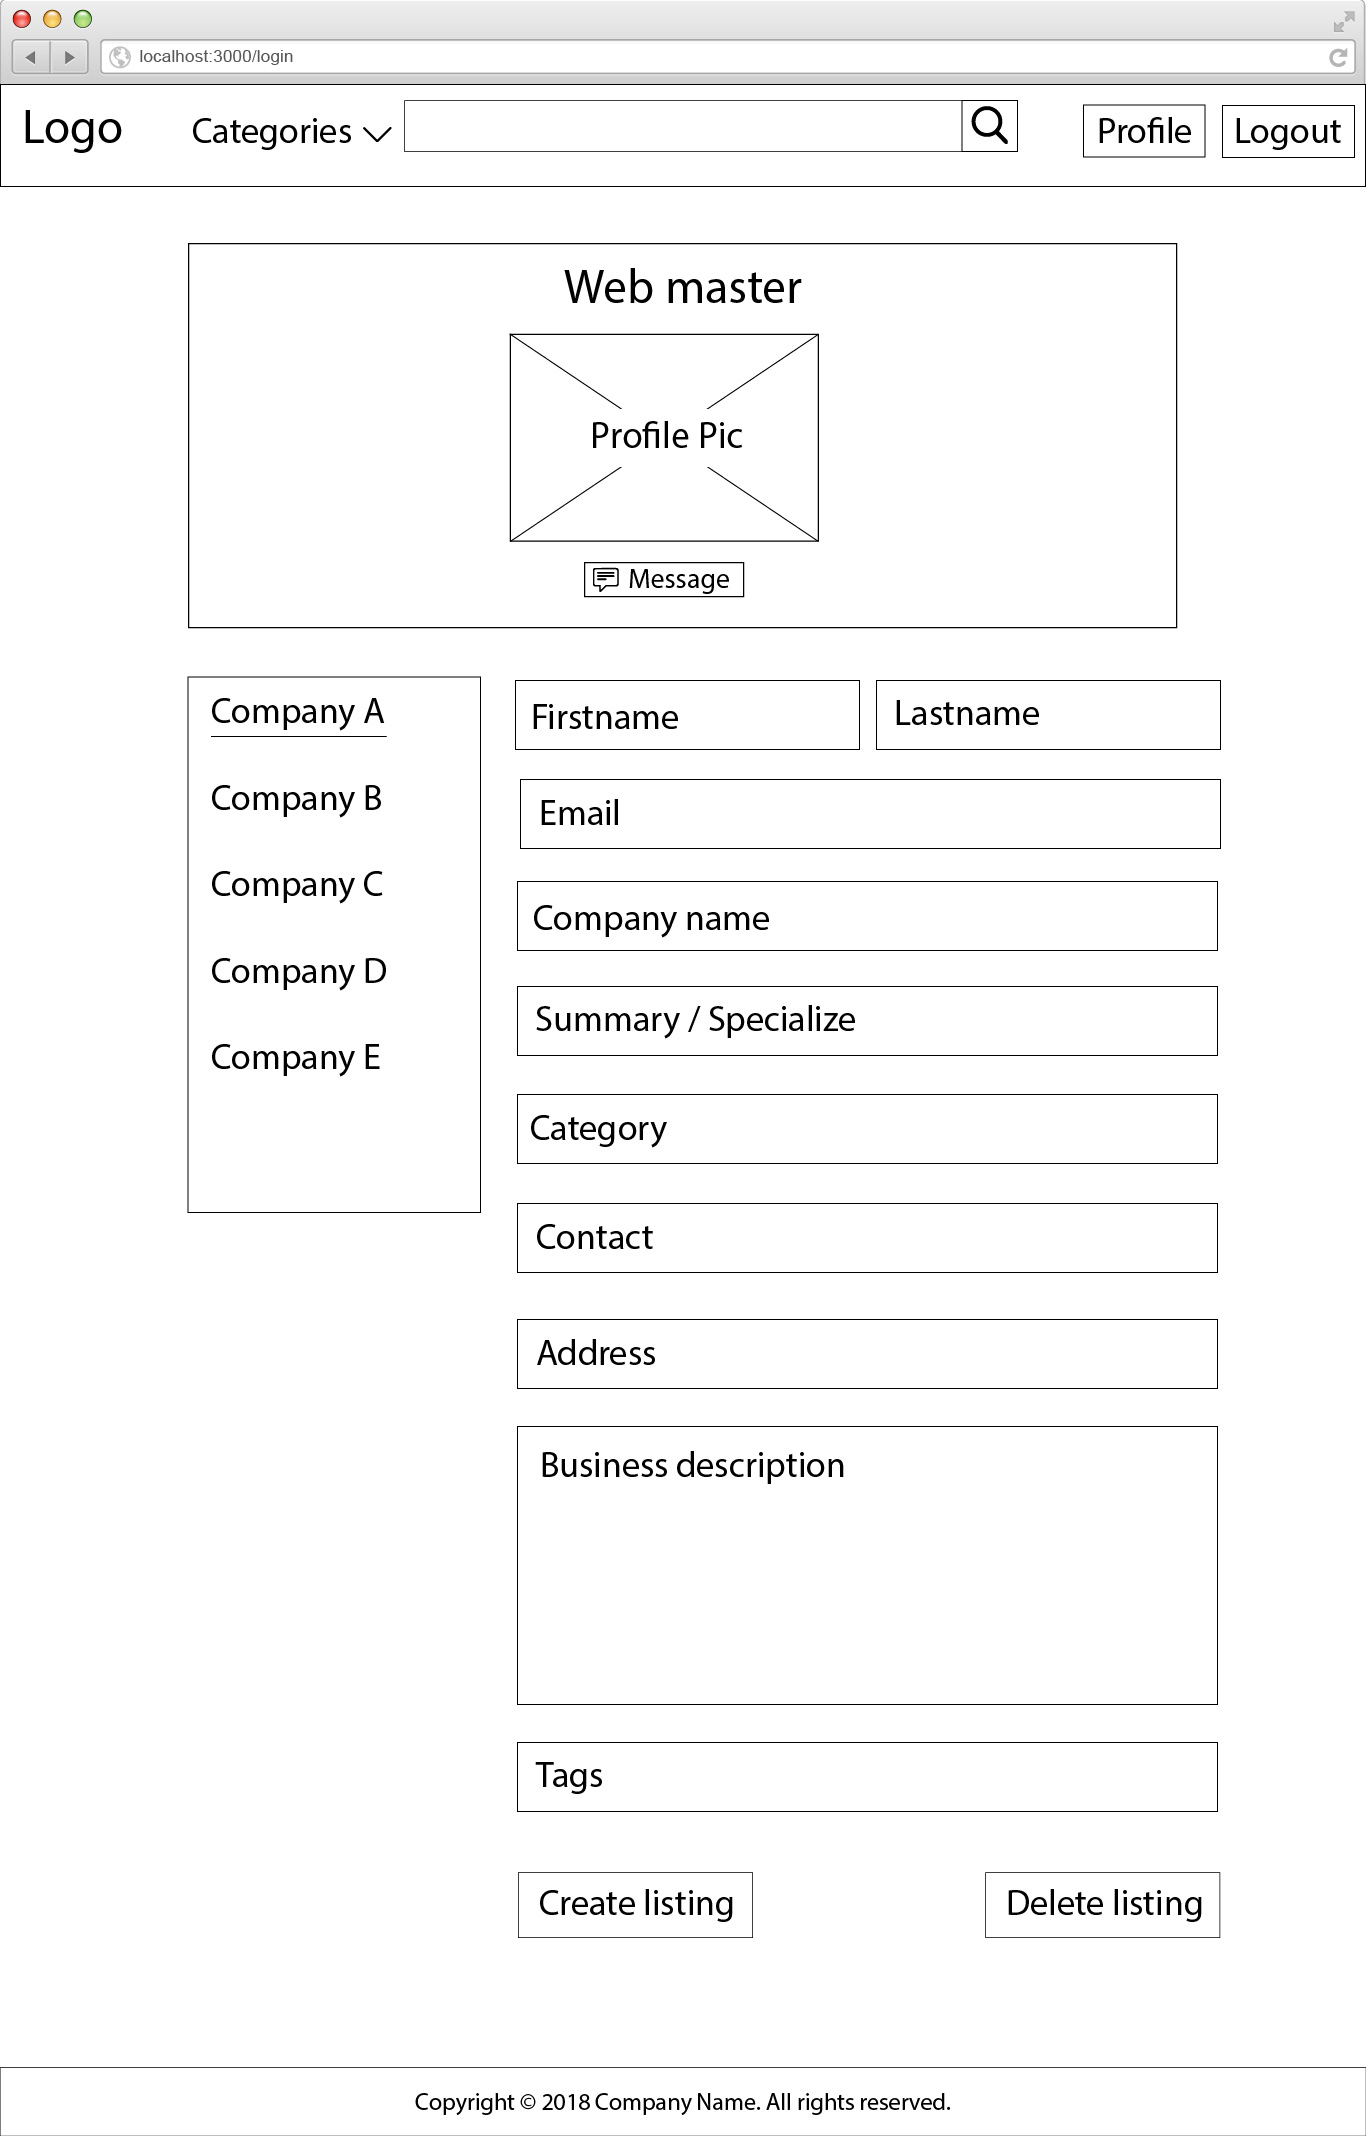 localhost:3000/login
Logo
Categories
Profile
Logout
Web master
Profile Pic
Message
Company A
Company B
Company C
Company D
Company E
Firstname
Lastname
Email
Company name
Summary / Specialize
Category
Contact
Address
Business description
Tags
Create listing
Delete listing
Copyright © 2018 Company Name. All rights reserved.